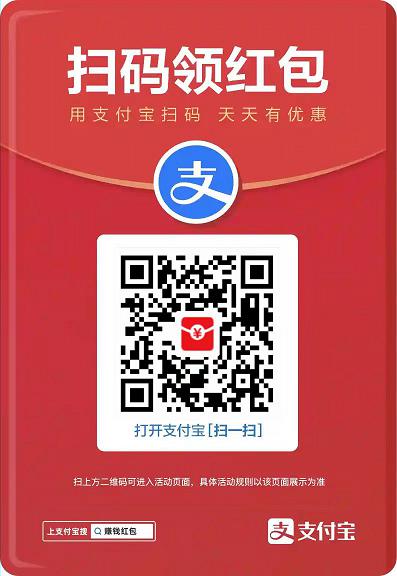 扫码领红包
用支付宝扫码 天天有优惠
支
¥
打开支付宝[扫一扫]
扫上方二维码可进入活动页面，具体活动规则以该页面展示为准
上支付宝搜 赚钱红包
支 支付宝